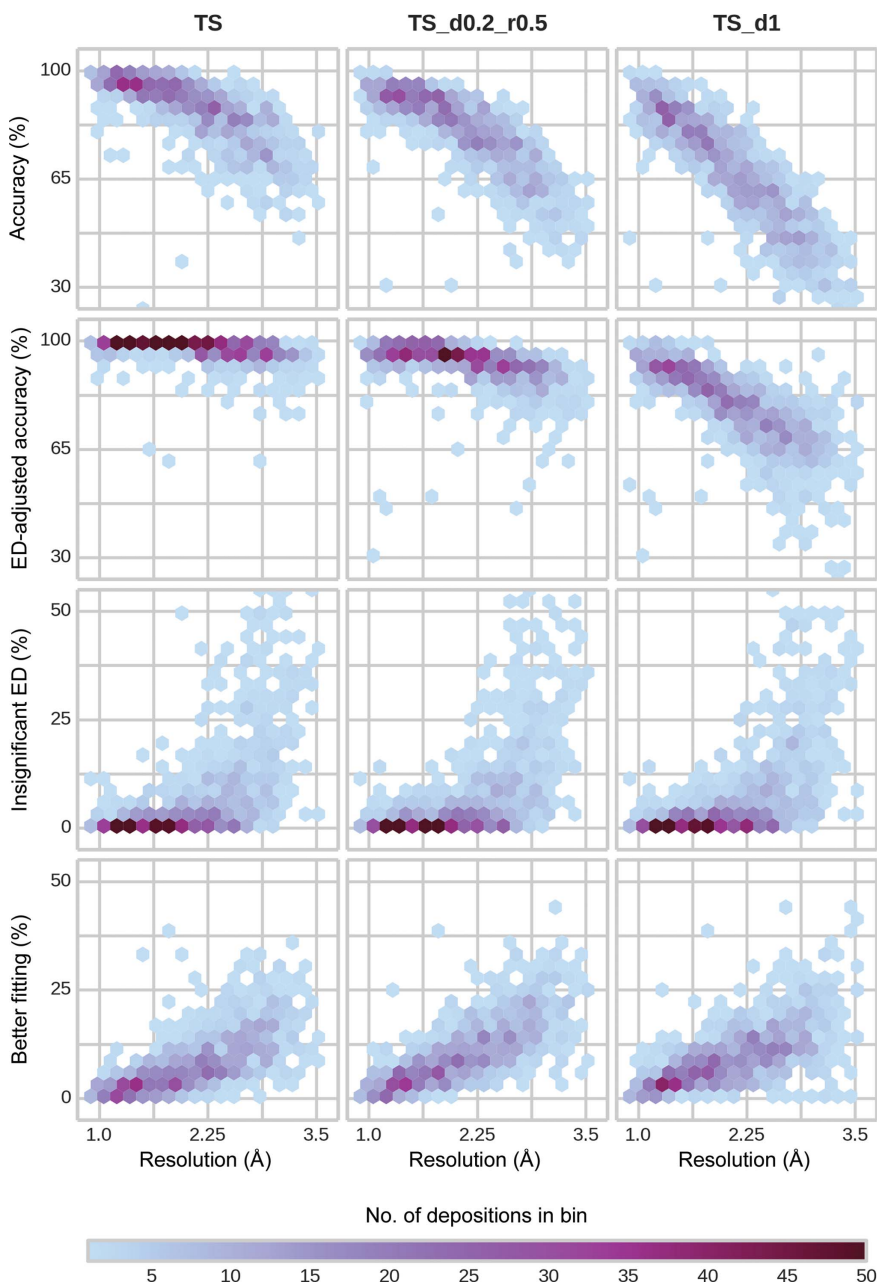 TS TS_d0.2_r0.5 TS_d1
Accuracy (%)
100
65
30
ED-adjusted accuracy (%)
100
65
30
Insignificant ED (%)
50
25
0
Better fitting (%)
50
25
0
1.0 2.25 3.5 1.0 2.25 3.5 1.0 2.25 3.5
Resolution (Å) Resolution (Å) Resolution (Å)
No. of depositions in bin
5 10 15 20 25 30 35 40 45 50